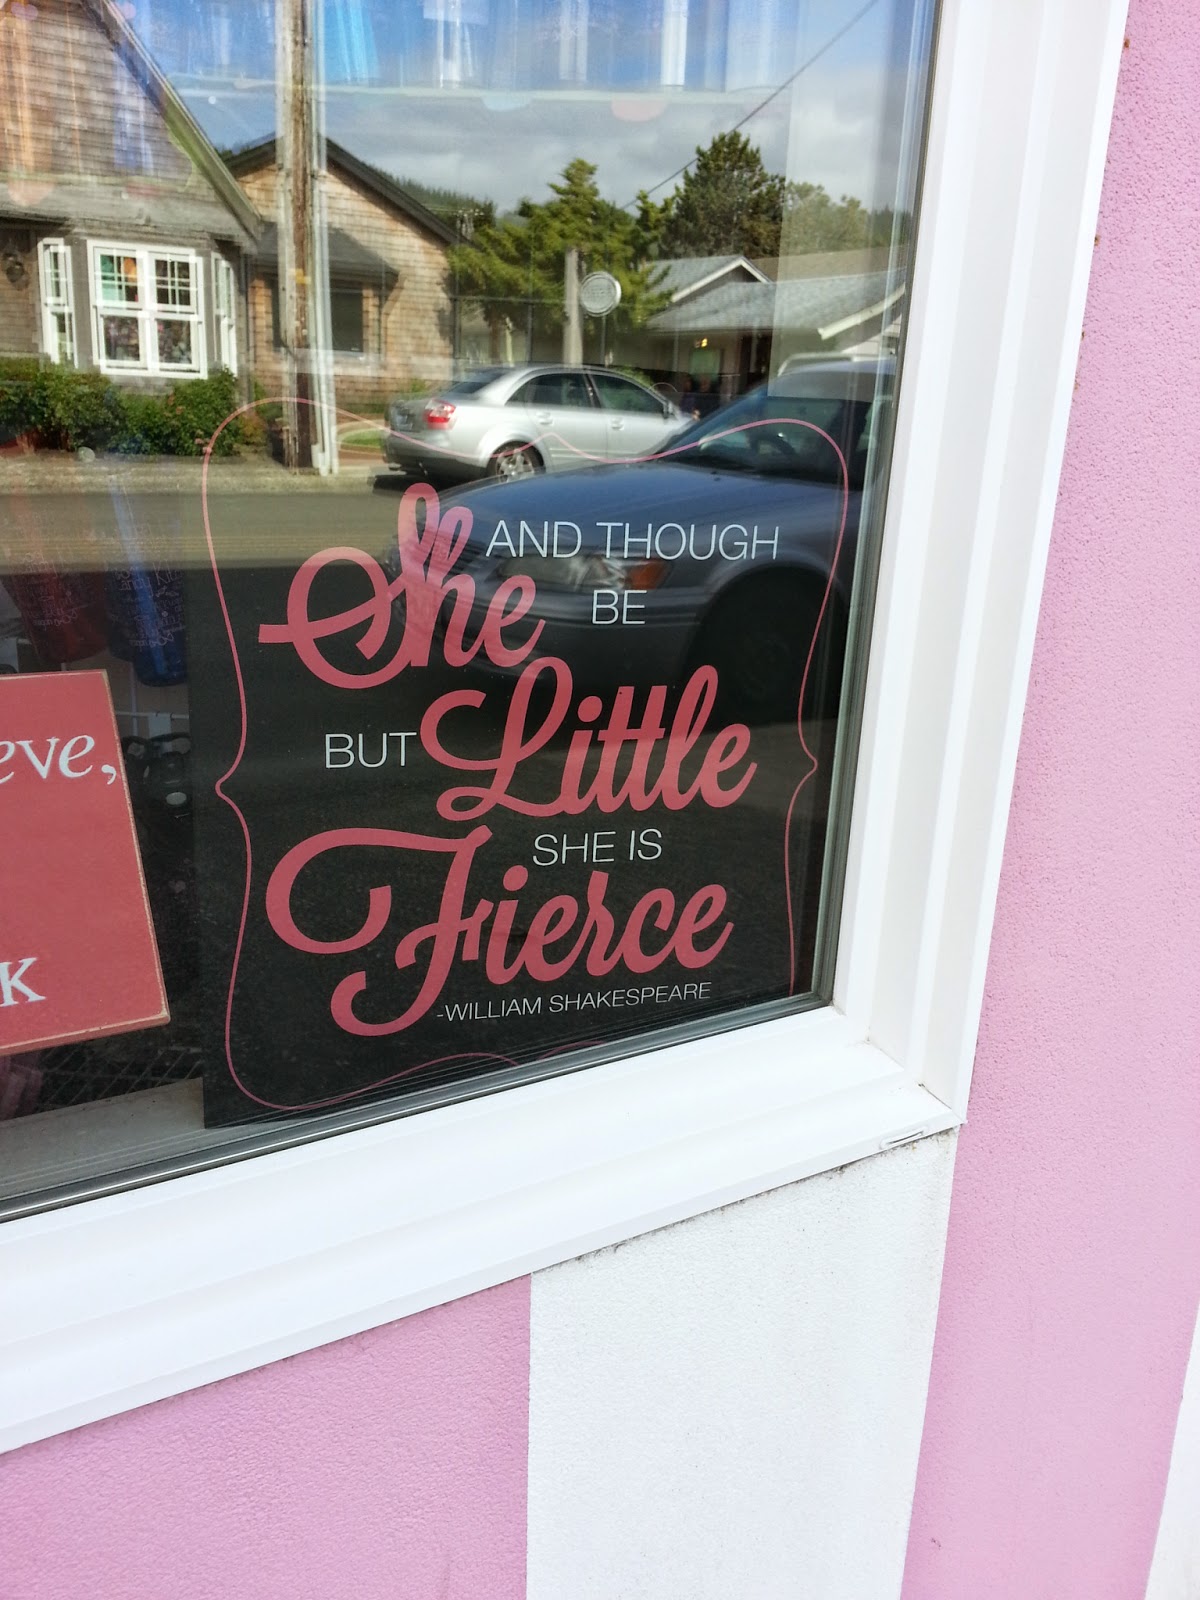 AND THOUGH
She BE
BUT Little
SHE IS
Fierce
-WILLIAM SHAKESPEARE
eve,
K